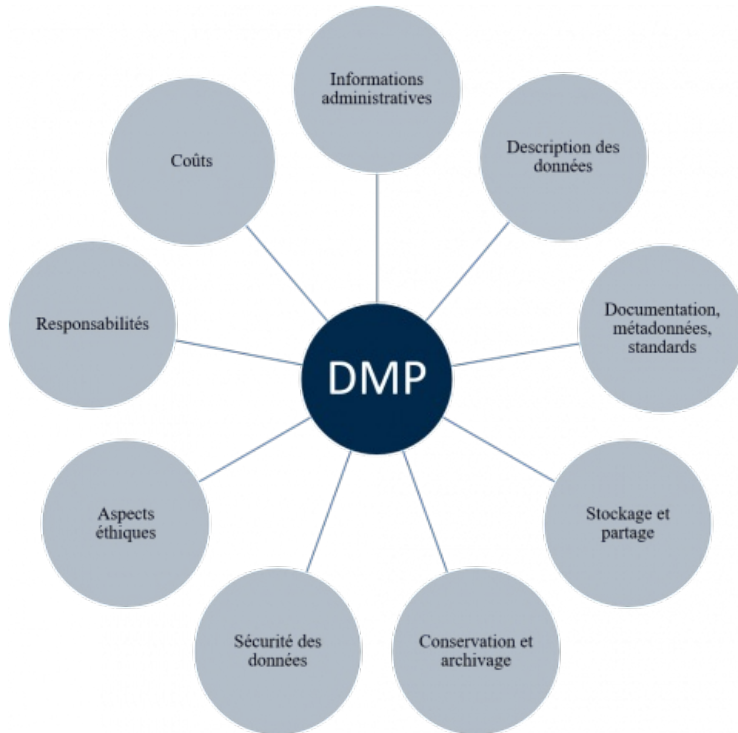 Informations
administratives
Description des
données
Documentation,
métadonnées,
standards
Stockage et
partage
Conservation et
archivage
Sécurité des
données
Aspects
éthiques
Responsabilités
Coûts
DMP